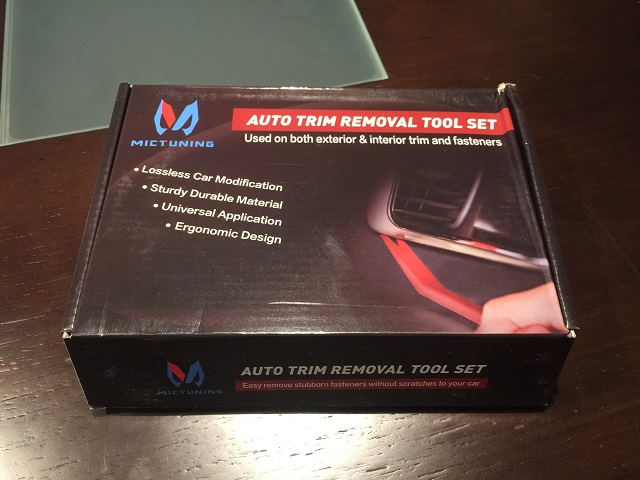 MICTUNING
AUTO TRIM REMOVAL TOOL SET
Used on both exterior & interior trim and fasteners
• Lossless Car Modification
• Sturdy Durable Material
• Universal Application
• Ergonomic Design
MICTUNING
AUTO TRIM REMOVAL TOOL SET
Easy remove stubborn fasteners without scratches to your car